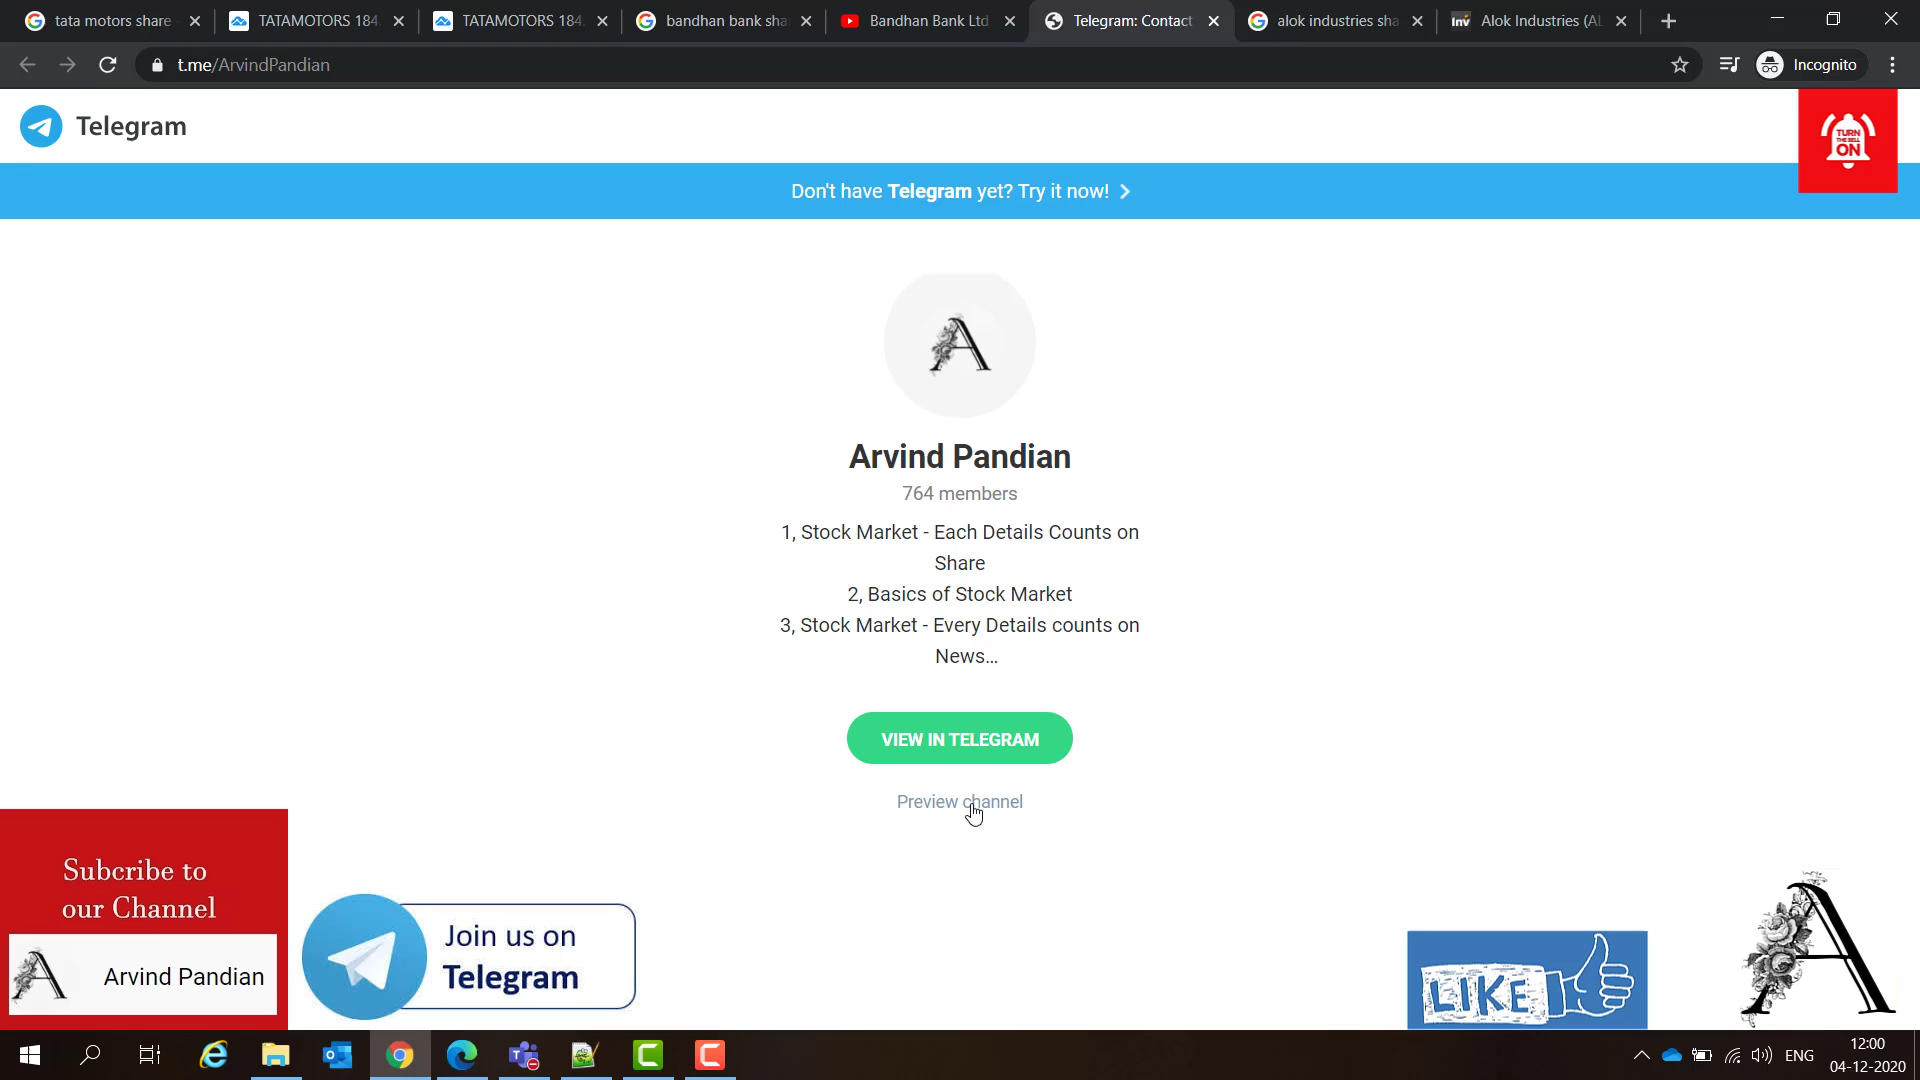 tata motors share
TATAMOTORS 184.
TATAMOTORS 184.
bandhan bank sha
Bandhan Bank Ltd
Telegram: Contact
alok industries sha
Inv
Alok Industries (AL
t.me/ArvindPandian
Incognito
Telegram
TURN
THE BELL
ON
Don't have Telegram yet? Try it now!
A
Arvind Pandian
764 members
1, Stock Market - Each Details Counts on
Share
2, Basics of Stock Market
3, Stock Market - Every Details counts on
News...
VIEW IN TELEGRAM
Preview channel
Subcribe to
our Channel
A
Arvind Pandian
Join us on
Telegram
LIKE
A
ENG
12:00
04-12-2020